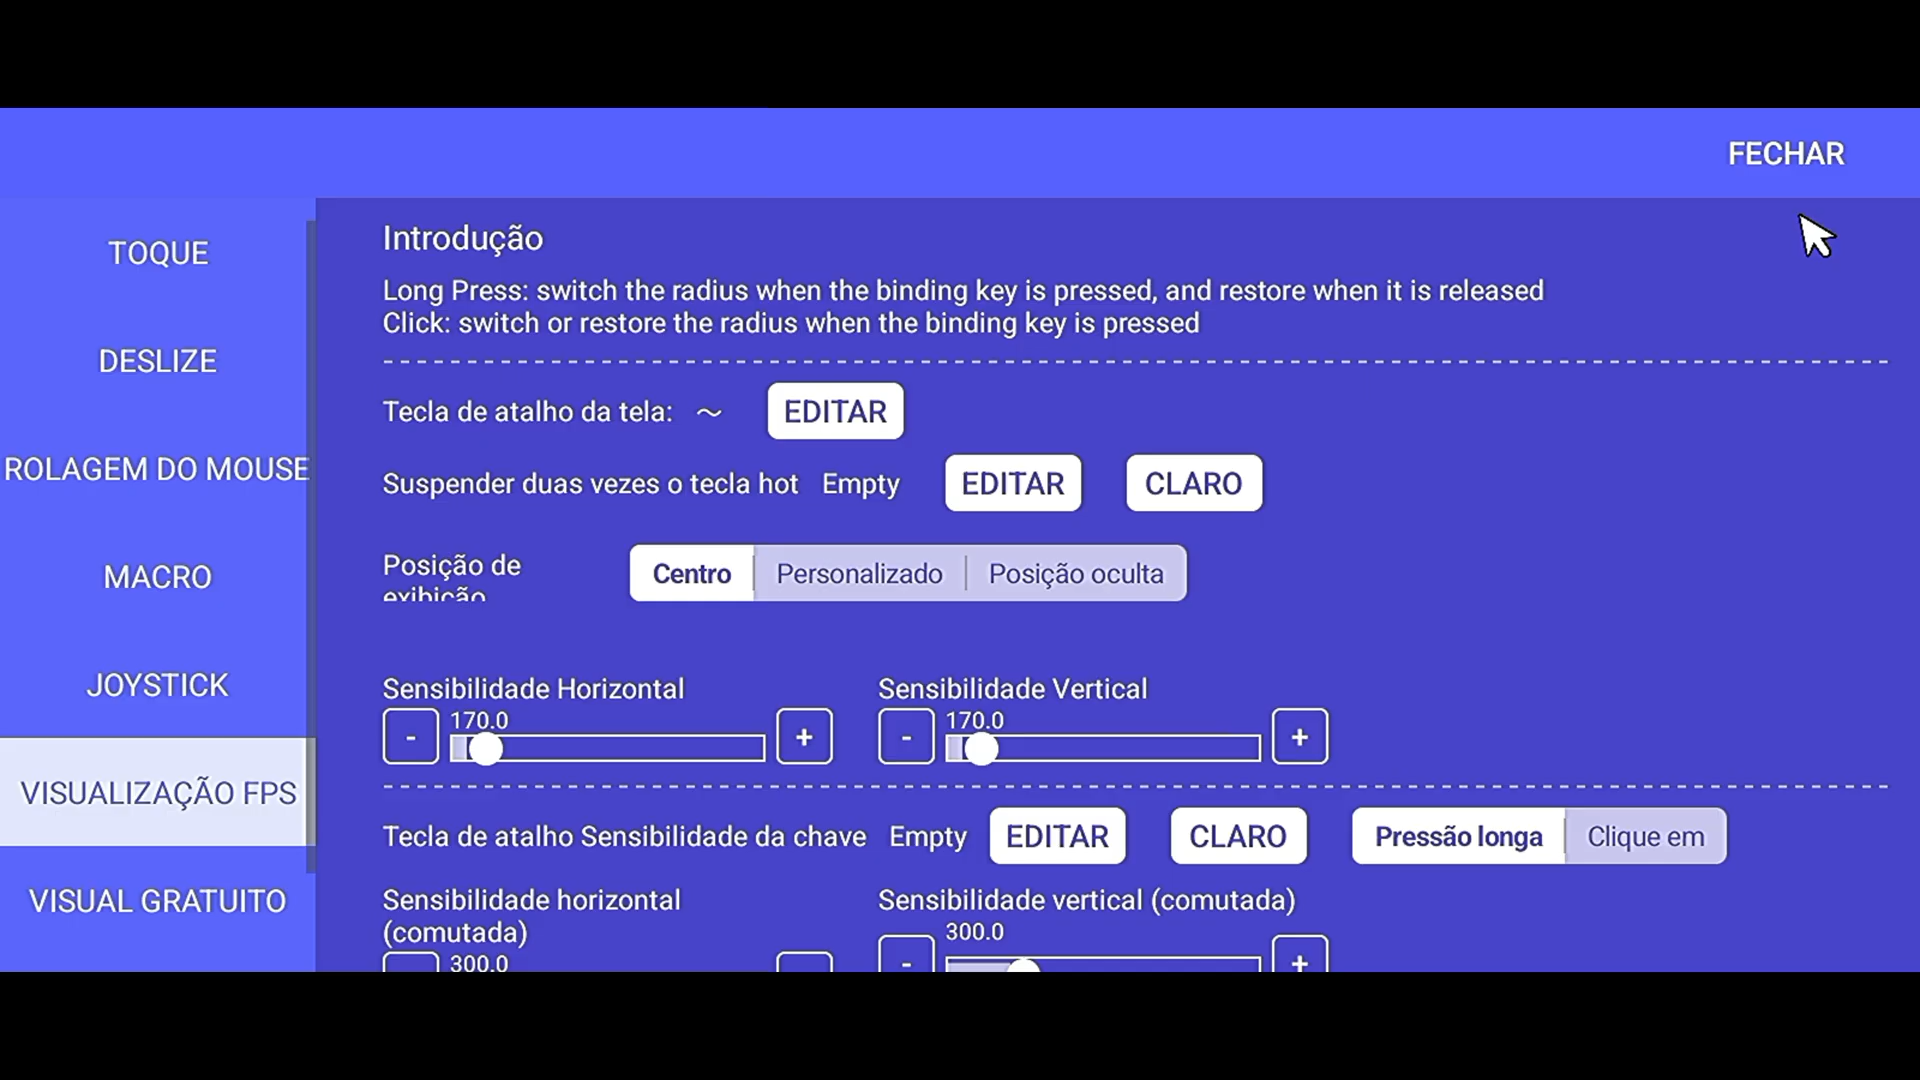 FECHAR
TOQUE
DESLIZE
ROLAGEM DO MOUSE
MACRO
JOYSTICK
VISUALIZAÇÃO FPS
VISUAL GRATUITO
Introdução
Long Press: switch the radius when the binding key is pressed, and restore when it is released
Click: switch or restore the radius when the binding key is pressed
Tecla de atalho da tela: ～ EDITAR
Suspender duas vezes o tecla hot Empty EDITAR CLARO
Posição de
exibição
Centro Personalizado Posição oculta
Sensibilidade Horizontal
- 170.0 +
Sensibilidade Vertical
- 170.0 +
Tecla de atalho Sensibilidade da chave Empty EDITAR CLARO Pressão longa Clique em
Sensibilidade horizontal
(comutada)
300.0
Sensibilidade vertical (comutada)
- 300.0 +